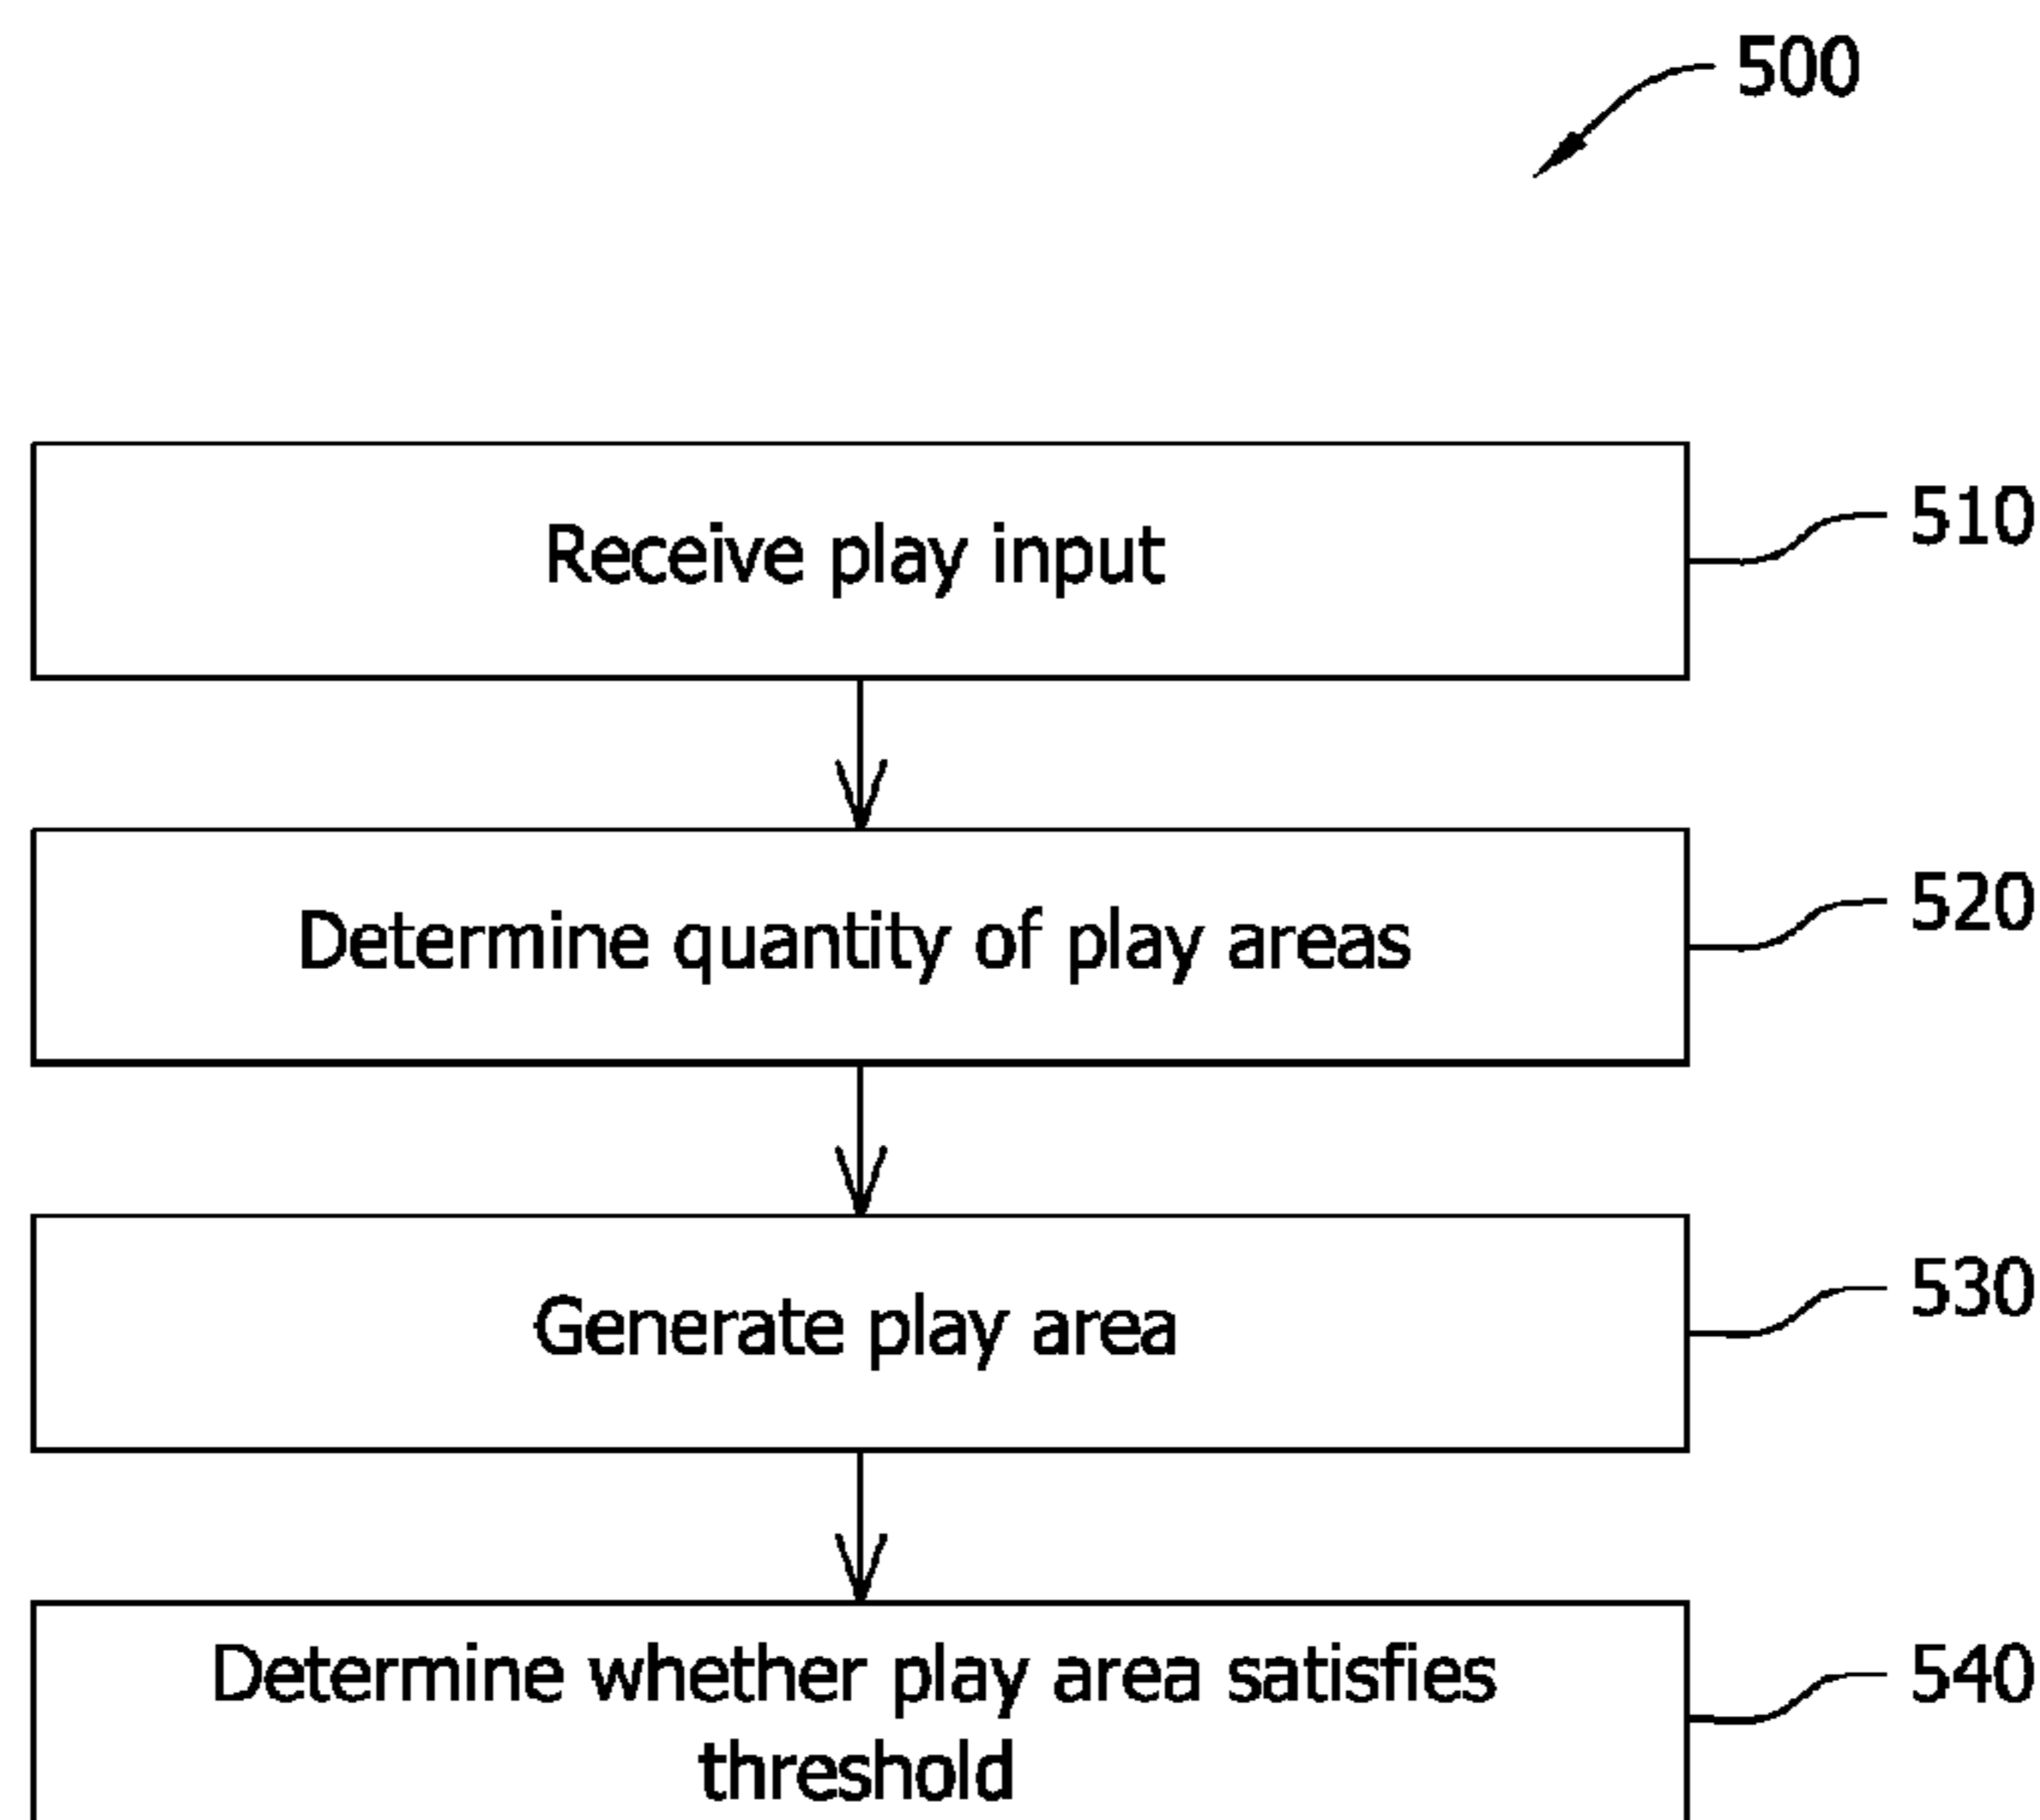 500
Receive play input
510
Determine quantity of play areas
520
Generate play area
530
Determine whether play area satisfies
threshold
540